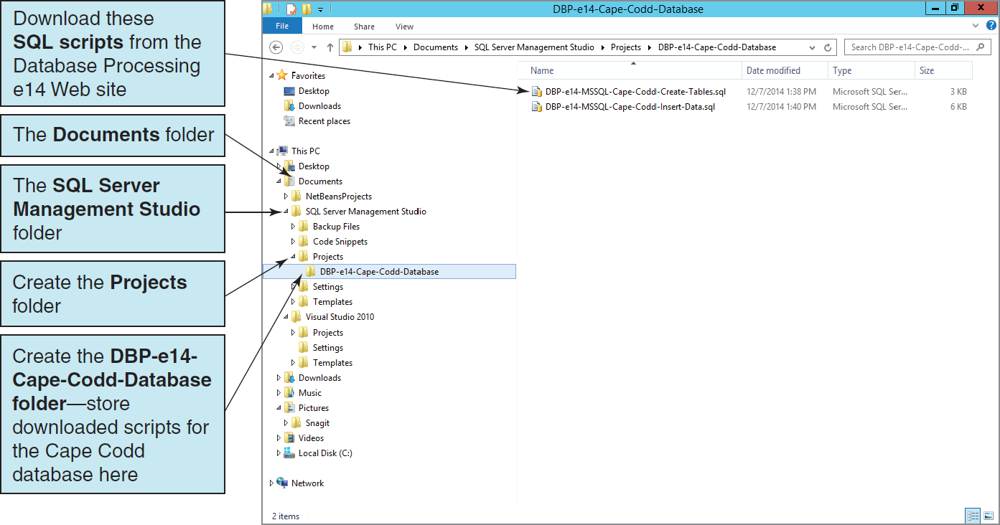 Download these
SQL scripts from the
Database Processing
e14 Web site
The Documents folder
The SQL Server
Management Studio
folder
Create the Projects
folder
Create the DBP-e14-
Cape-Codd-Database
folder—store
downloaded scripts for
the Cape Codd
database here
DBP-e14-Cape-Codd-Database
File Home Share View
This PC Documents SQL Server Management Studio Projects DBP-e14-Cape-Codd-Database
Search DBP-e14-Cape-Codd-...
Favorites
Desktop
Downloads
Recent places
This PC
Desktop
Documents
NetBeansProjects
SQL Server Management Studio
Backup Files
Code Snippets
Projects
DBP-e14-Cape-Codd-Database
Settings
Templates
Visual Studio 2010
Projects
Settings
Templates
Downloads
Music
Pictures
Snagit
Videos
Local Disk (C:)
Network
Name Date modified Type Size
DBP-e14-MSSQL-Cape-Codd-Create-Tables.sql 12/7/2014 1:38 PM Microsoft SQL Ser... 3 KB
DBP-e14-MSSQL-Cape-Codd-Insert-Data.sql 12/7/2014 1:40 PM Microsoft SQL Ser... 6 KB
2 items